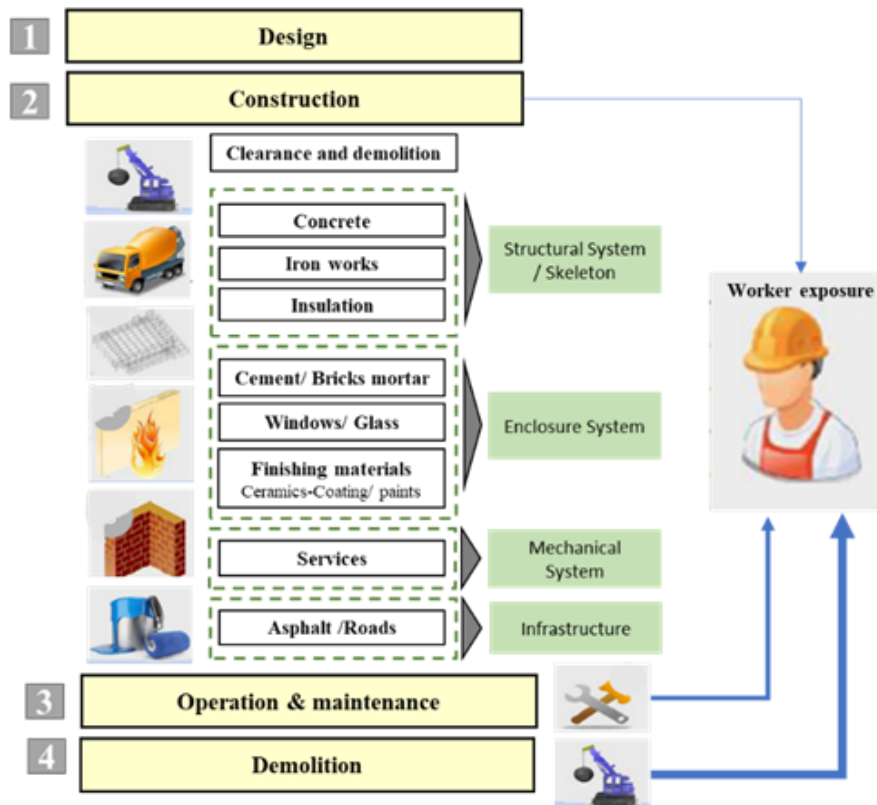 1
Design
2
Construction
Clearance and demolition
Concrete
Iron works
Insulation
Structural System
/ Skeleton
Cement/ Bricks mortar
Windows/ Glass
Finishing materials
Ceramics-Coating/ paints
Enclosure System
Services
Mechanical
System
Asphalt /Roads
Infrastructure
Worker exposure
3
Operation & maintenance
4
Demolition